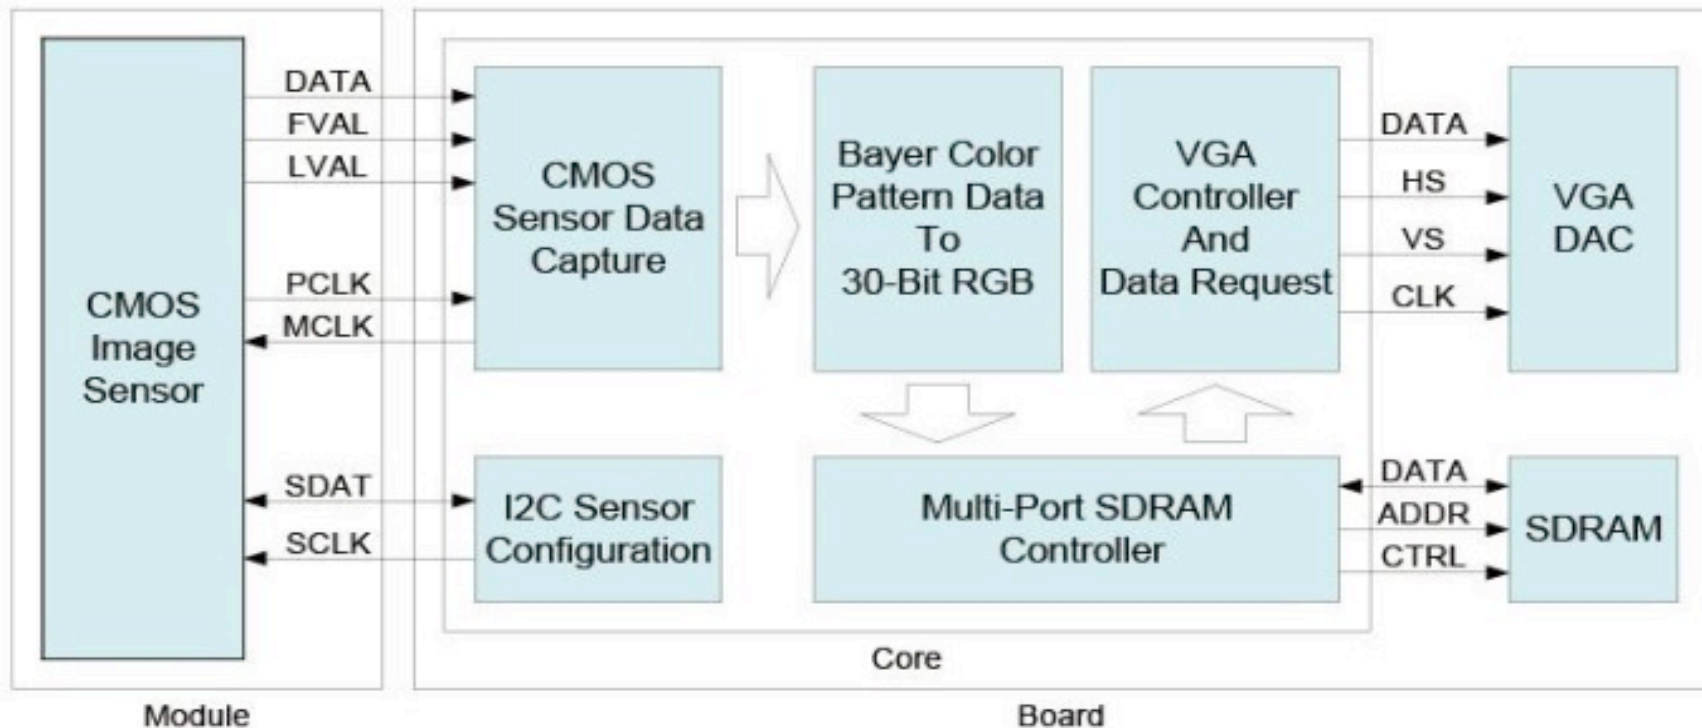 CMOS
Image
Sensor
DATA
FVAL
LVAL
PCLK
MCLK
SDAT
SCLK
CMOS
Sensor Data
Capture
I2C Sensor
Configuration
Bayer Color
Pattern Data
To
30-Bit RGB
VGA
Controller
And
Data Request
Multi-Port SDRAM
Controller
DATA
HS
VS
CLK
VGA
DAC
DATA
ADDR
CTRL
SDRAM
Core
Module
Board